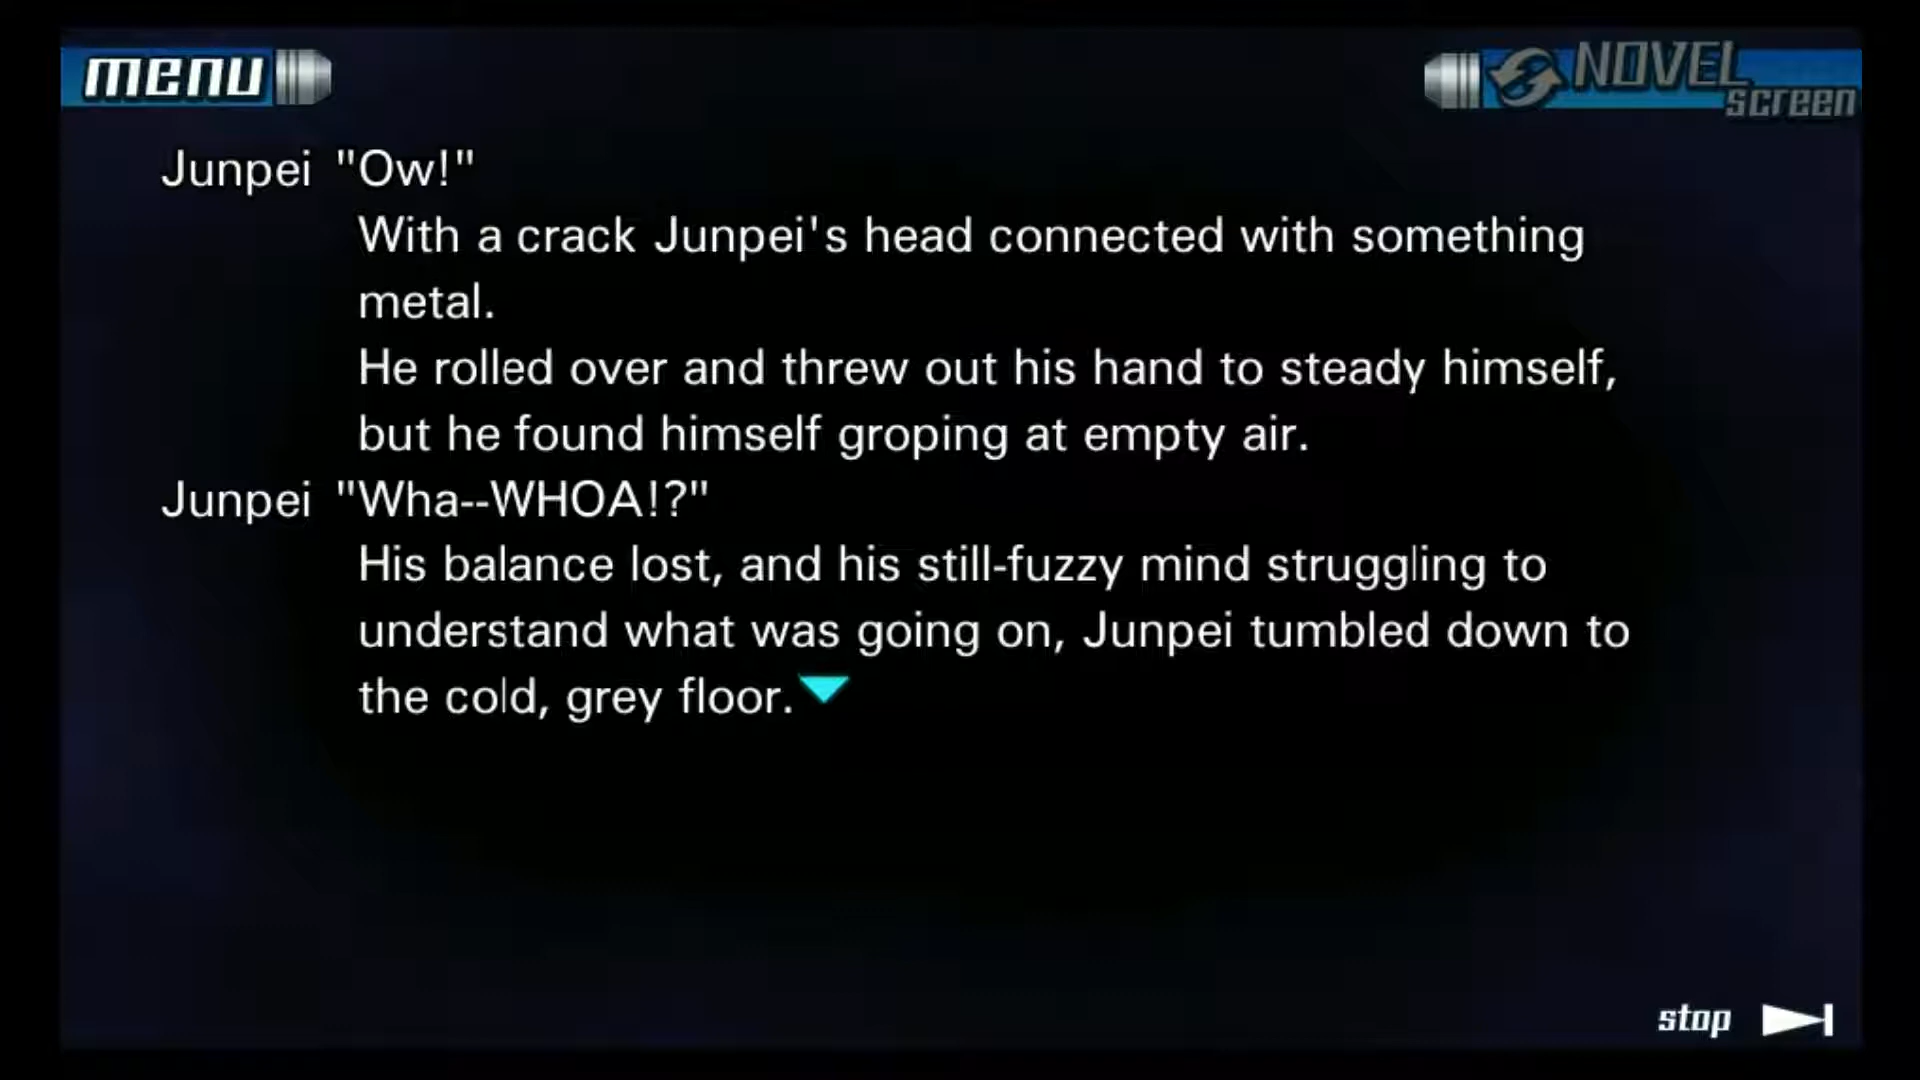 menu
NOVEL
screen
Junpei "Ow!"
With a crack Junpei's head connected with something
metal.
He rolled over and threw out his hand to steady himself,
but he found himself groping at empty air.
Junpei "Wha--WHOA!?"
His balance lost, and his still-fuzzy mind struggling to
understand what was going on, Junpei tumbled down to
the cold, grey floor.
stop